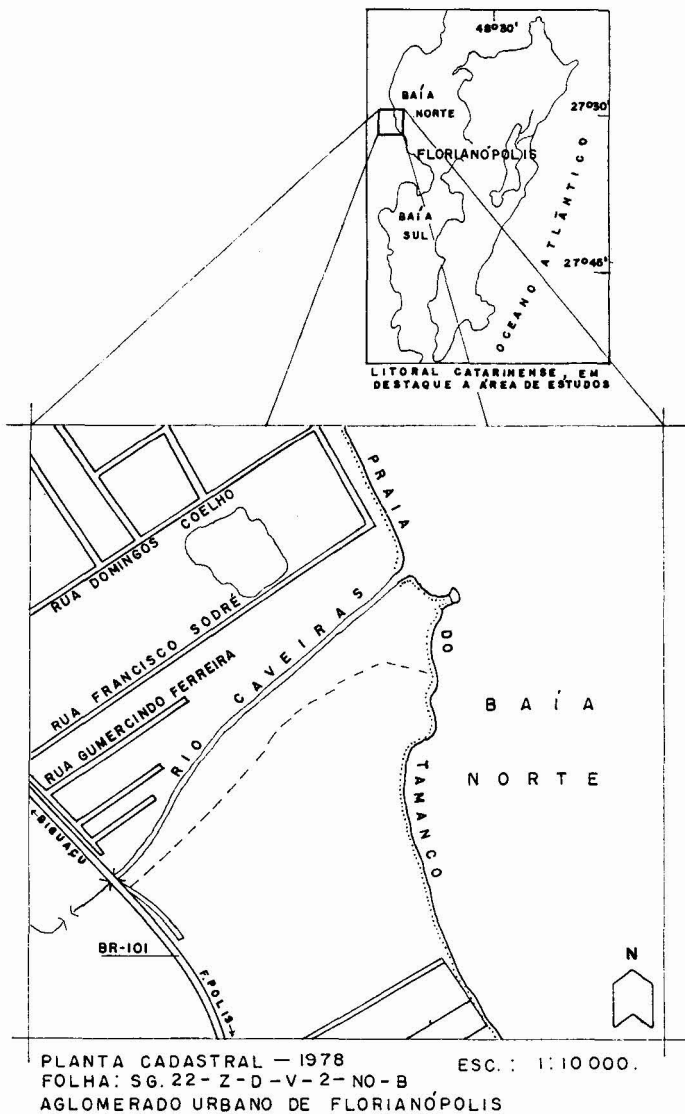 48°30'
BAÍA
NORTE
27°30'
FLORIANÓPOLIS
BAÍA
SUL
27°45'
OCEANO ATLÂNTICO
LITORAL CATARINENSE, EM
DESTAQUE A ÁREA DE ESTUDOS
PRAIA DO TAMANCO
RUA DOMINGOS COELHO
RUA FRANCISCO SODRÉ
RIO CAVEIRAS
RUA GUMERCINDO FERREIRA
BAÍA
NORTE
←BIGUAÇU
BR-101
F.POLIS→
N
PLANTA CADASTRAL — 1978 ESC.: 1:10 000.
FOLHA: SG. 22-Z-D-V-2-NO-B
AGLOMERADO URBANO DE FLORIANÓPOLIS